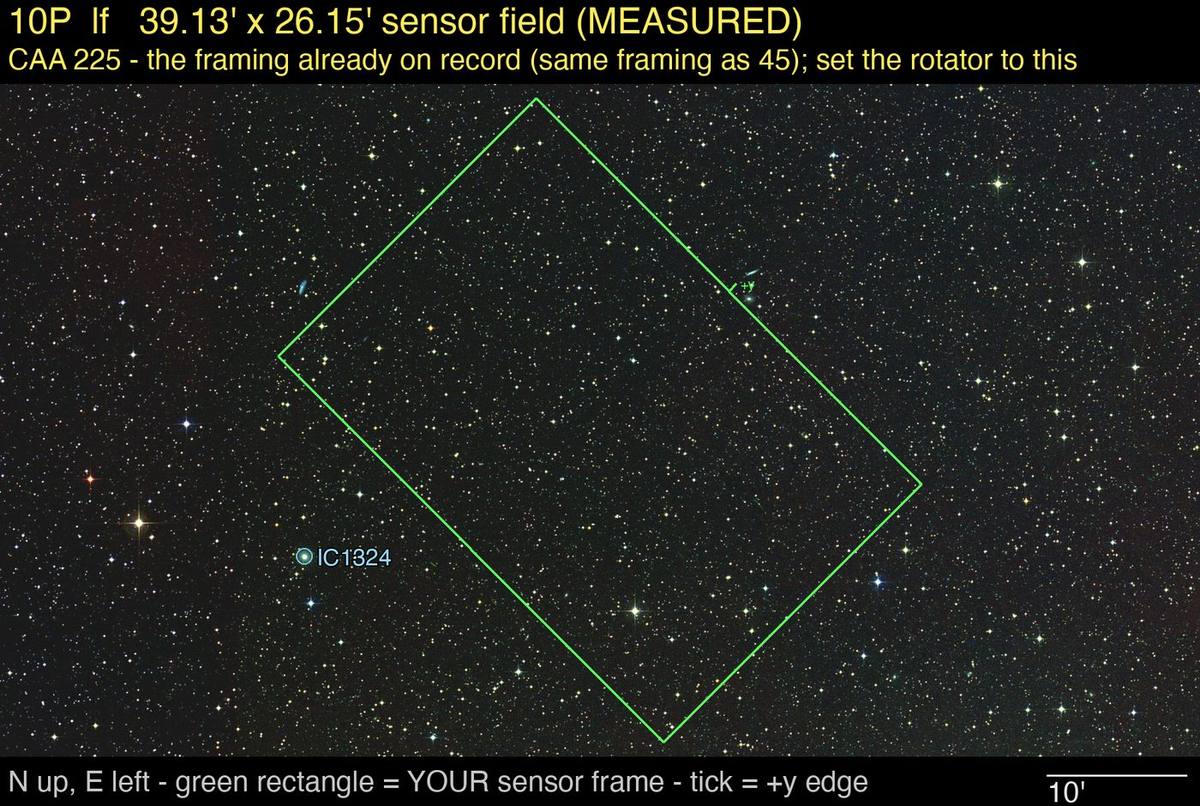 10P lf 39.13' x 26.15' sensor field (MEASURED)
CAA 225 - the framing already on record (same framing as 45); set the rotator to this
+y
IC1324
N up, E left - green rectangle = YOUR sensor frame - tick = +y edge
10'